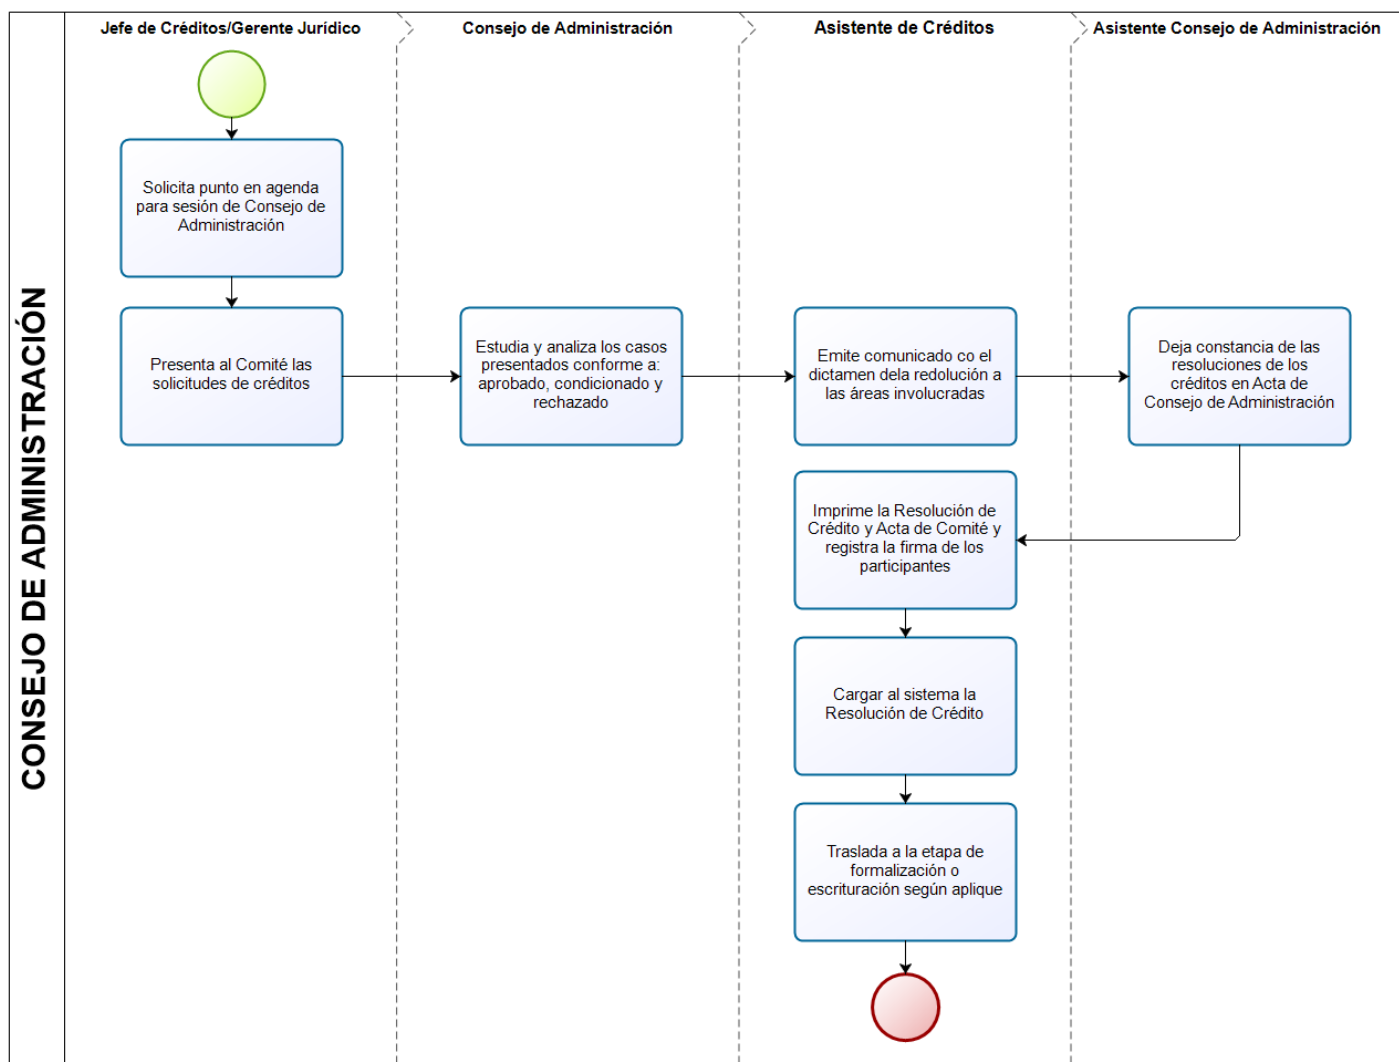 CONSEJO DE ADMINISTRACIÓN
Jefe de Créditos/Gerente Jurídico
Consejo de Administración
Asistente de Créditos
Asistente Consejo de Administración
Solicita punto en agenda
para sesión de Consejo de
Administración
Presenta al Comité las
solicitudes de créditos
Estudia y analiza los casos
presentados conforme a:
aprobado, condicionado y
rechazado
Emite comunicado co el
dictamen dela redolución a
las áreas involucradas
Deja constancia de las
resoluciones de los
créditos en Acta de
Consejo de Administración
Imprime la Resolución de
Crédito y Acta de Comité y
registra la firma de los
participantes
Cargar al sistema la
Resolución de Crédito
Traslada a la etapa de
formalización o
escrituración según aplique